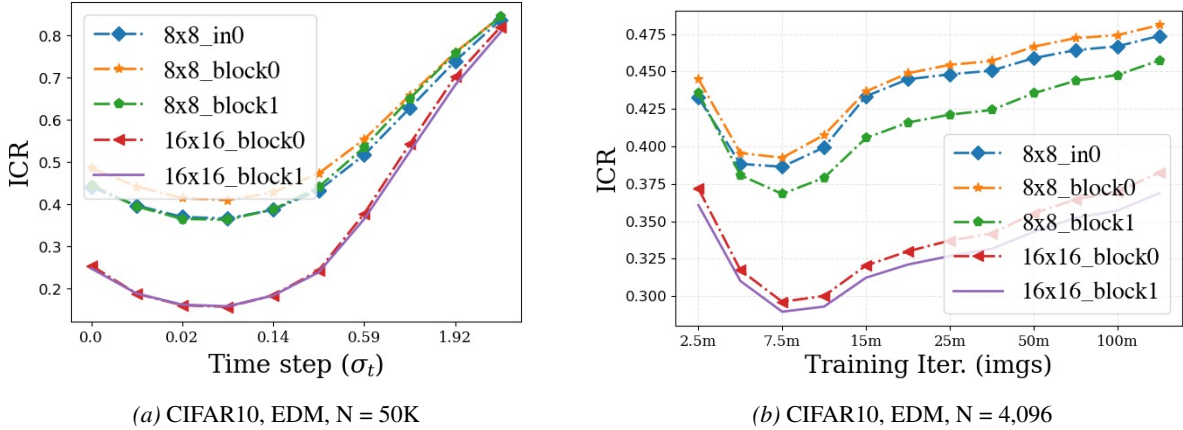 ICR
0.8
0.7
0.6
0.5
0.4
0.3
0.2
8x8_in0
8x8_block0
8x8_block1
16x16_block0
16x16_block1
0.0
0.02
0.14
0.59
1.92
Time step (σt)
(a) CIFAR10, EDM, N = 50K
ICR
0.475
0.450
0.425
0.400
0.375
0.350
0.325
0.300
8x8_in0
8x8_block0
8x8_block1
16x16_block0
16x16_block1
2.5m
7.5m
15m
25m
50m
100m
Training Iter. (imgs)
(b) CIFAR10, EDM, N = 4,096